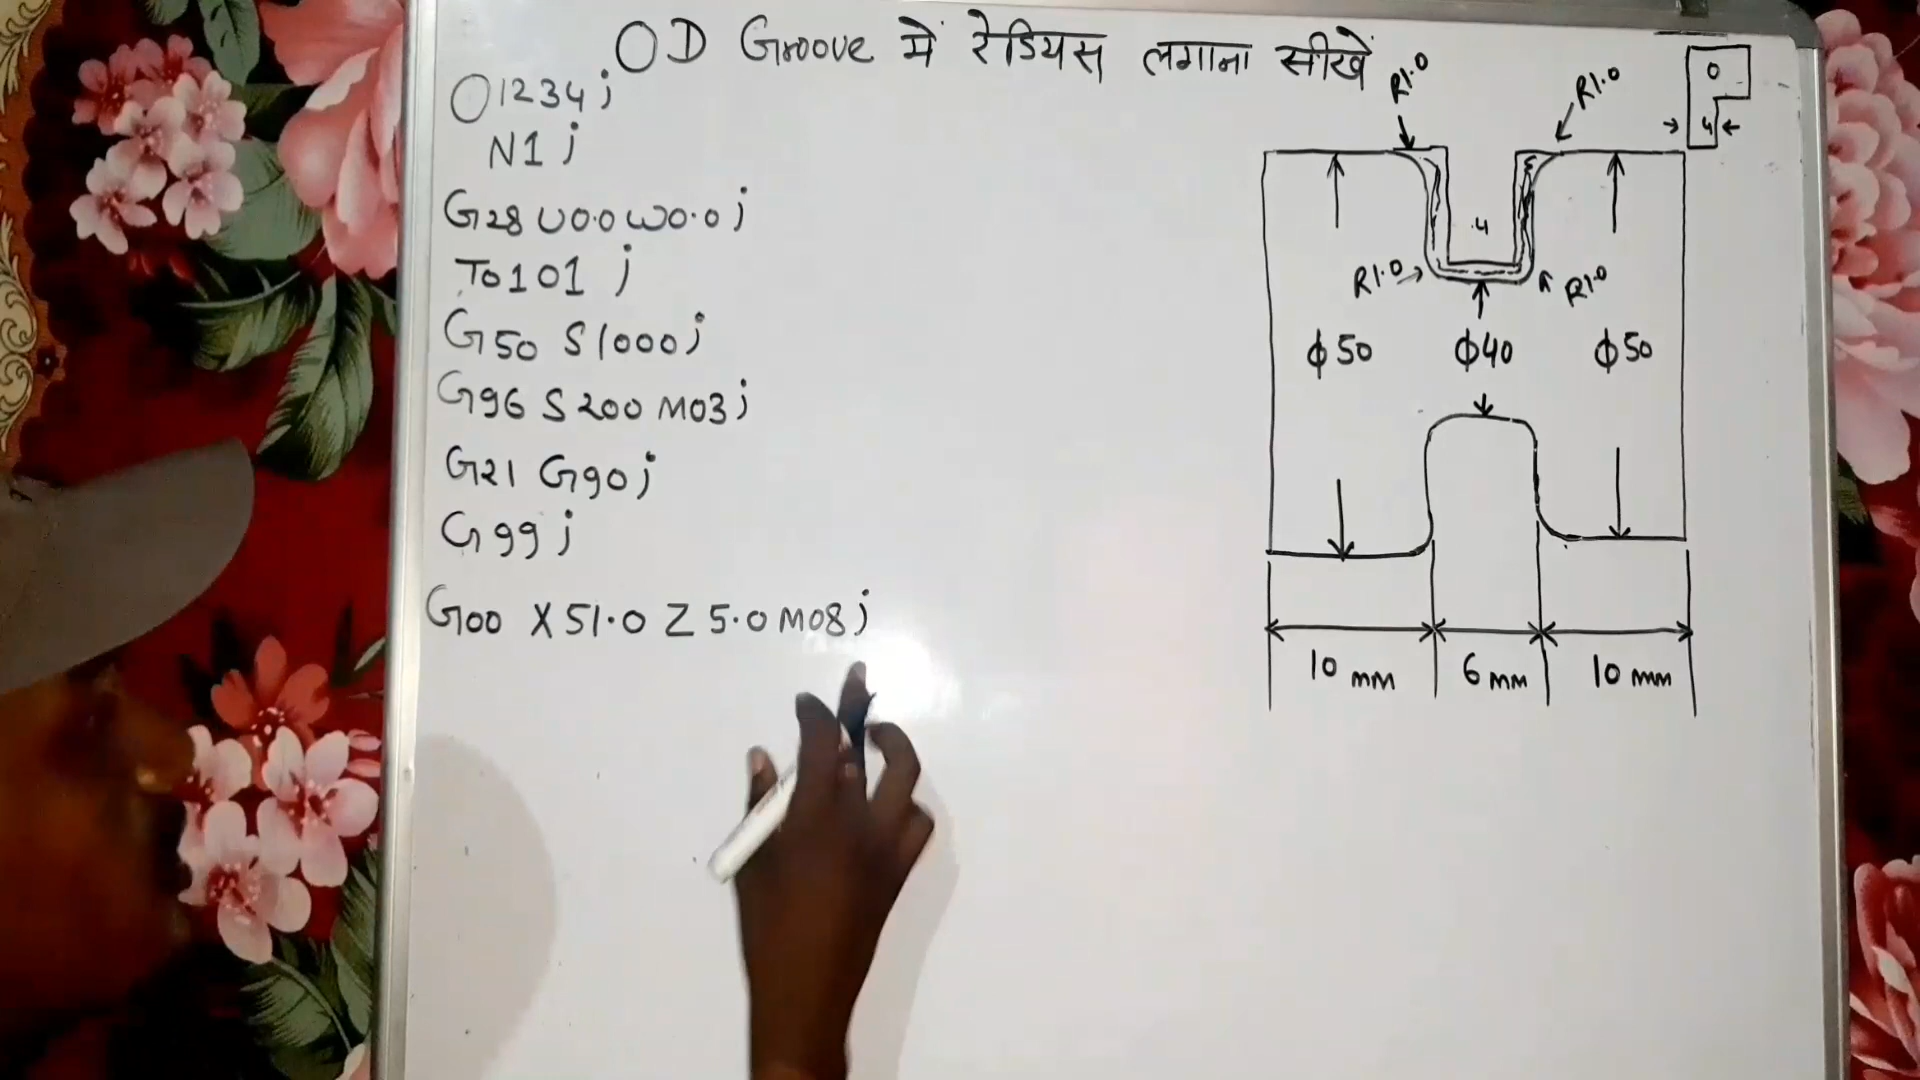 OD Groove में रेडियस लगाना सीखें
O1234;
N1;
G28 U0.0 W0.0;
T0101;
G50 S1000;
G96 S200 M03;
G21 G90;
G99;
G00 X51.0 Z5.0 M08;
R1.0
R1.0
0
4
.4
R1.0
R1.0
ϕ50
ϕ40
ϕ50
10 mm
6 mm
10 mm